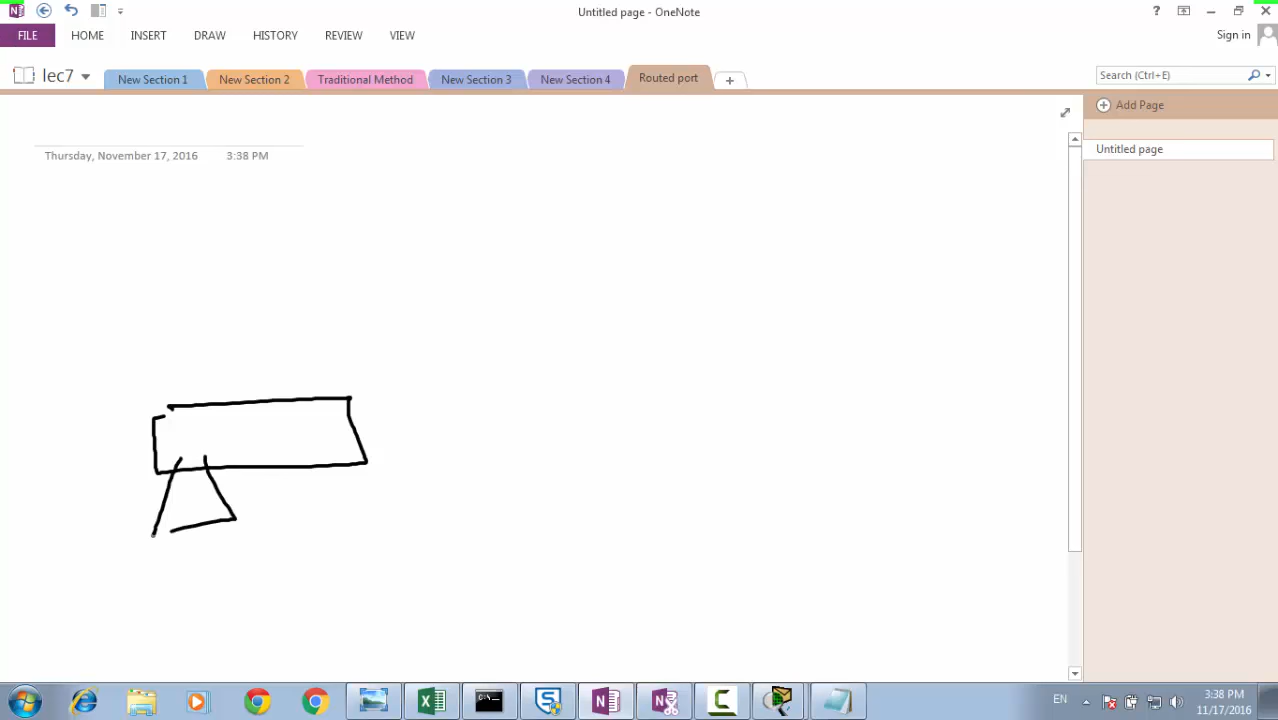 Untitled page - OneNote
?
FILE HOME INSERT DRAW HISTORY REVIEW VIEW
Sign in
lec7
New Section 1 New Section 2 Traditional Method New Section 3 New Section 4 Routed port +
Search (Ctrl+E)
Add Page
Thursday, November 17, 2016 3:38 PM
Untitled page
EN
3:38 PM
11/17/2016